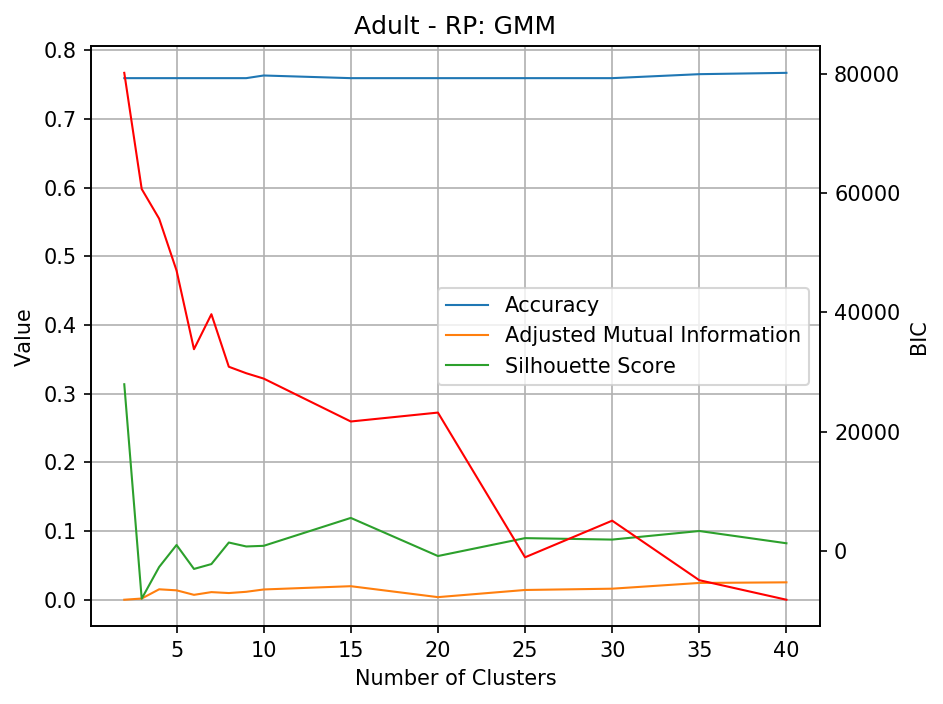 Adult - RP: GMM
0.8
0.7
0.6
0.5
0.4
0.3
0.2
0.1
0.0
Value
80000
60000
40000
20000
0
BIC
Accuracy
Adjusted Mutual Information
Silhouette Score
5 10 15 20 25 30 35 40
Number of Clusters